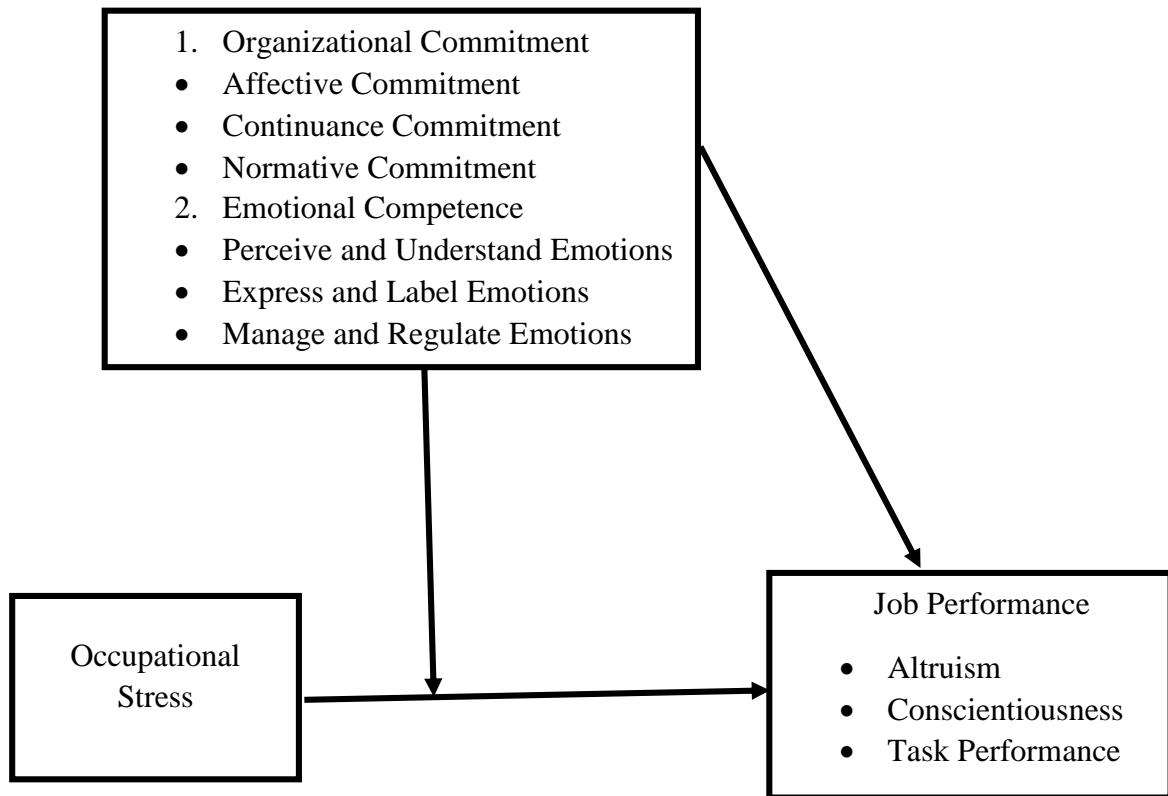 1. Organizational Commitment
• Affective Commitment
• Continuance Commitment
• Normative Commitment
2. Emotional Competence
• Perceive and Understand Emotions
• Express and Label Emotions
• Manage and Regulate Emotions
Occupational
Stress
Job Performance
• Altruism
• Conscientiousness
• Task Performance